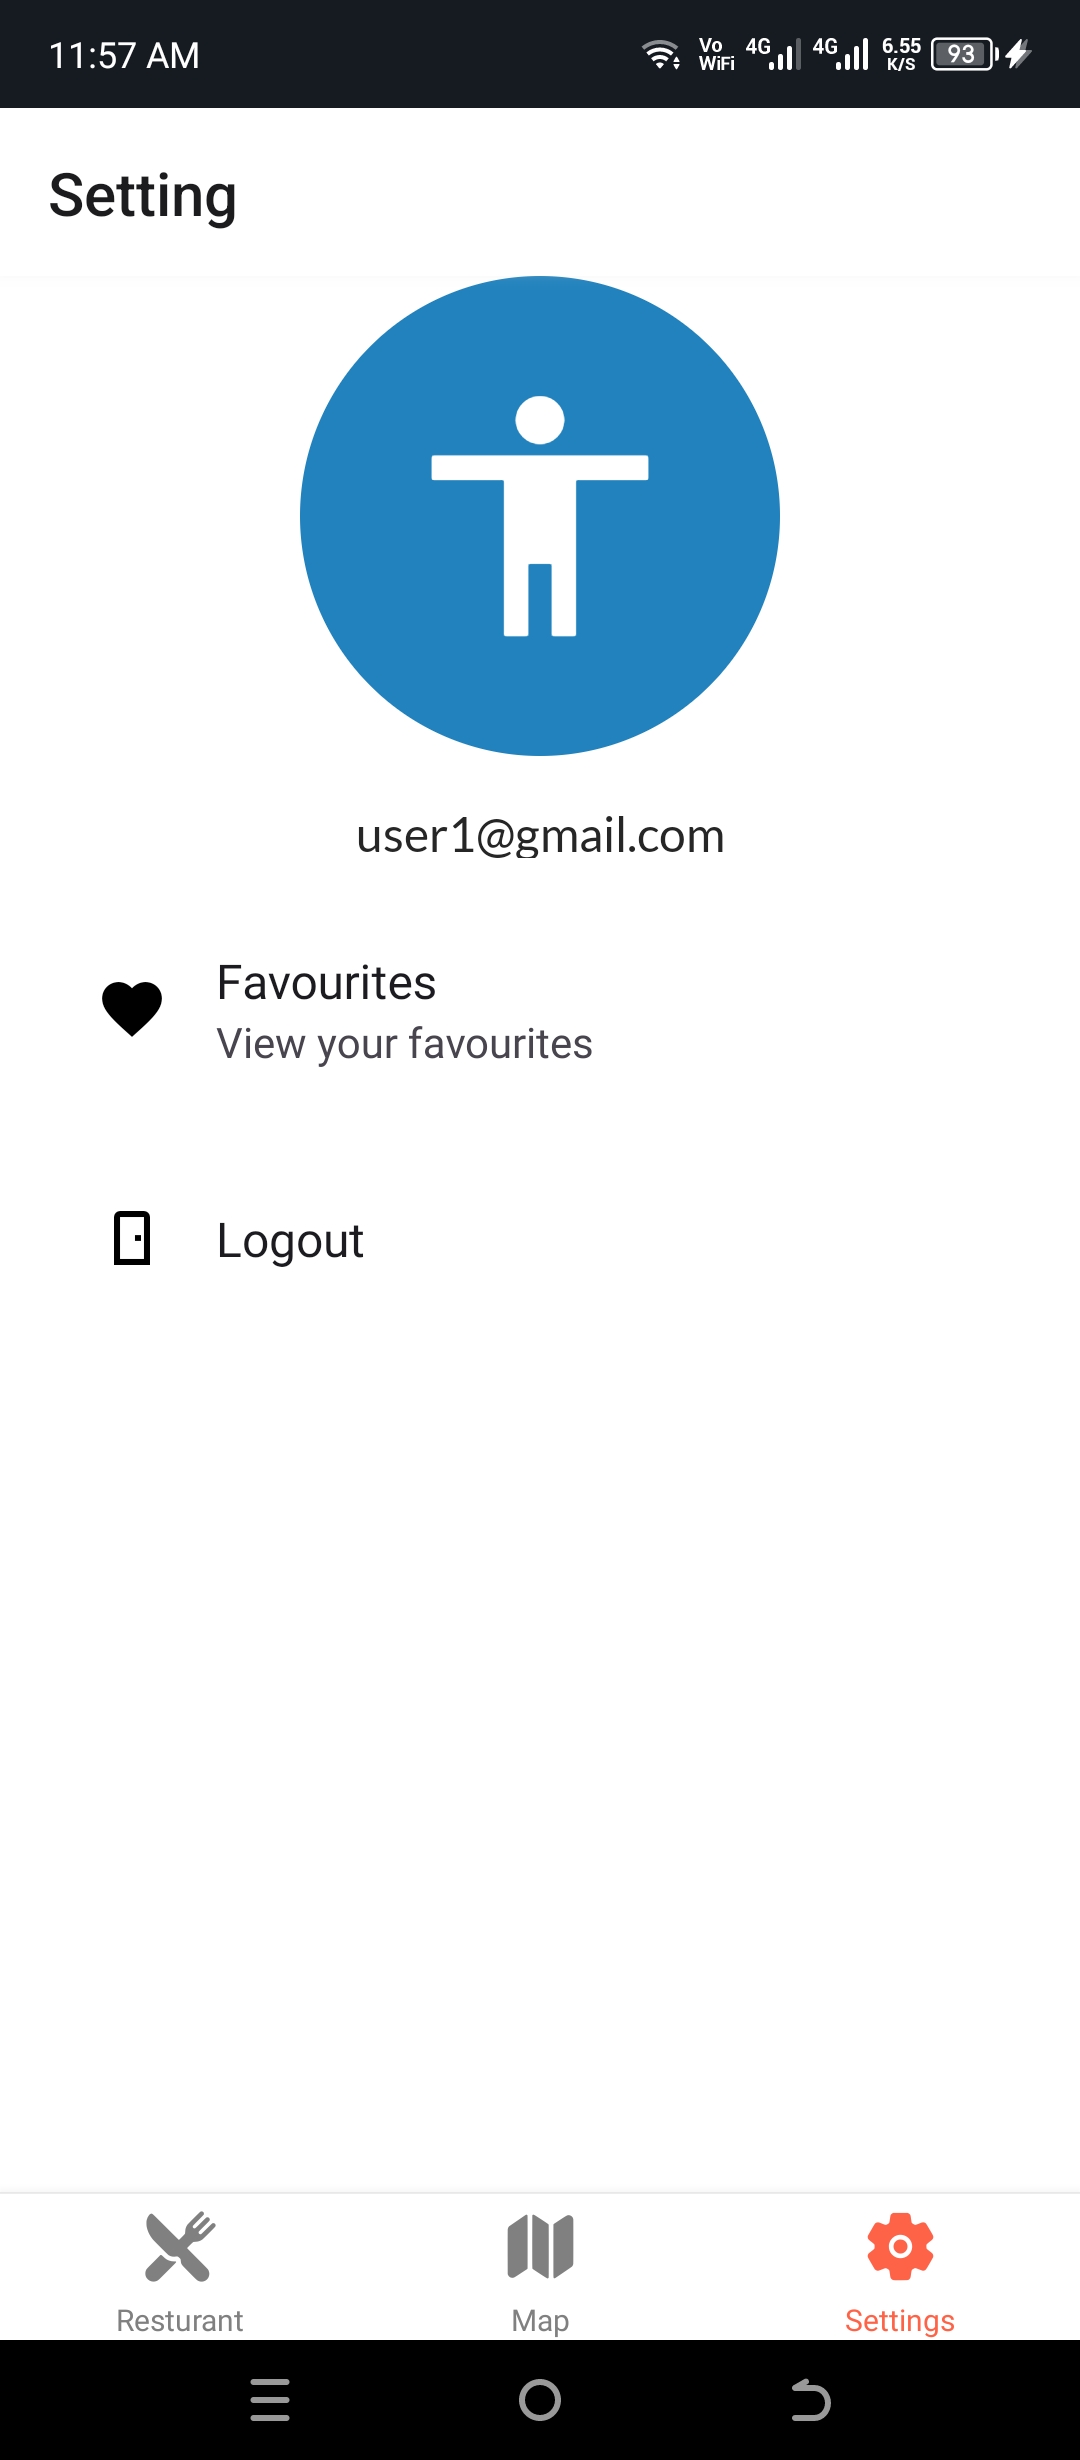 11:57 AM
Vo WiFi 4G 4G 6.55 K/S 93
Setting
user1@gmail.com
Favourites
View your favourites
Logout
Resturant
Map
Settings